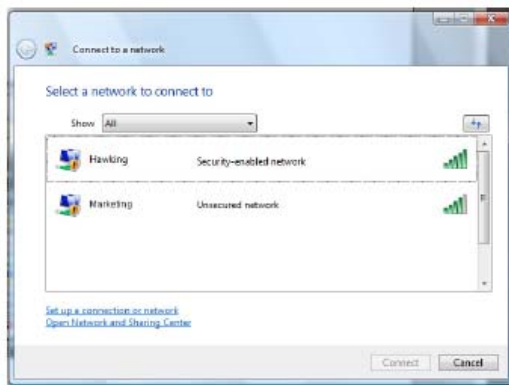 Connect to a network
Select a network to connect to
Show All
Hawking Security-enabled network
Marketing Unsecured network
Set up a connection or network
Open Network and Sharing Center
Connect Cancel